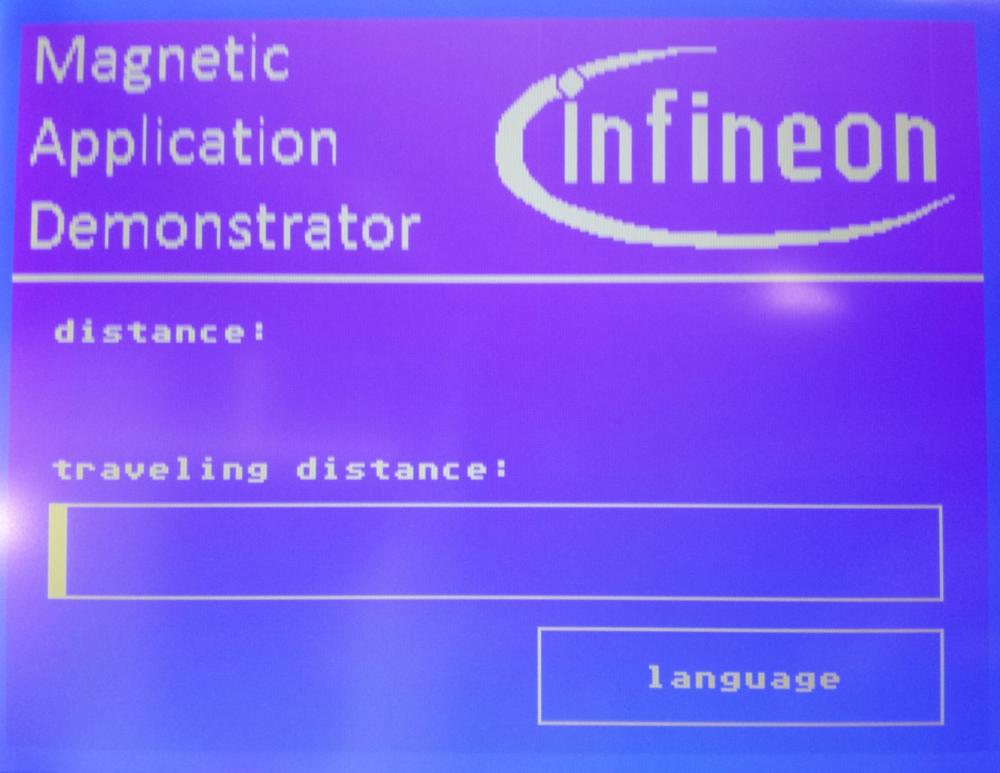 Magnetic
Application
Demonstrator
infineon
distance:
traveling distance:
language